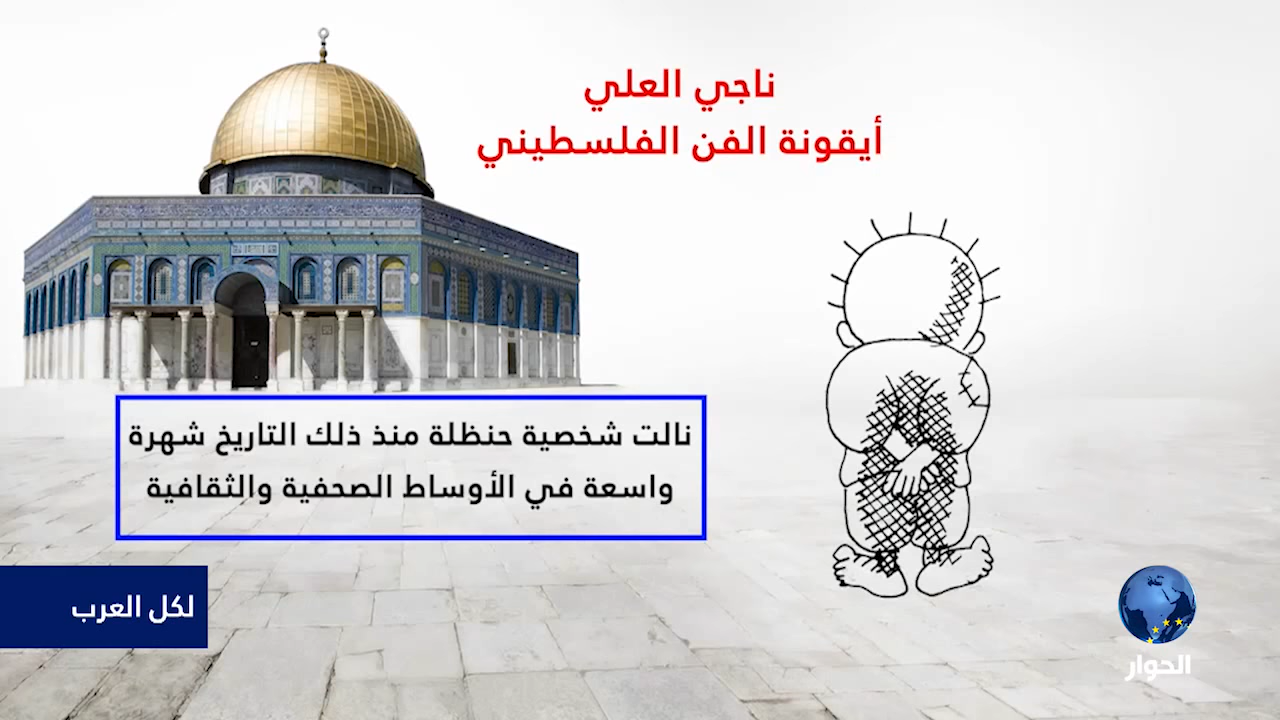 ناجي العلي
أيقونة الفن الفلسطيني
نالت شخصية حنظلة منذ ذلك التاريخ شهرة
واسعة في الأوساط الصحفية والثقافية
لكل العرب
الحوار